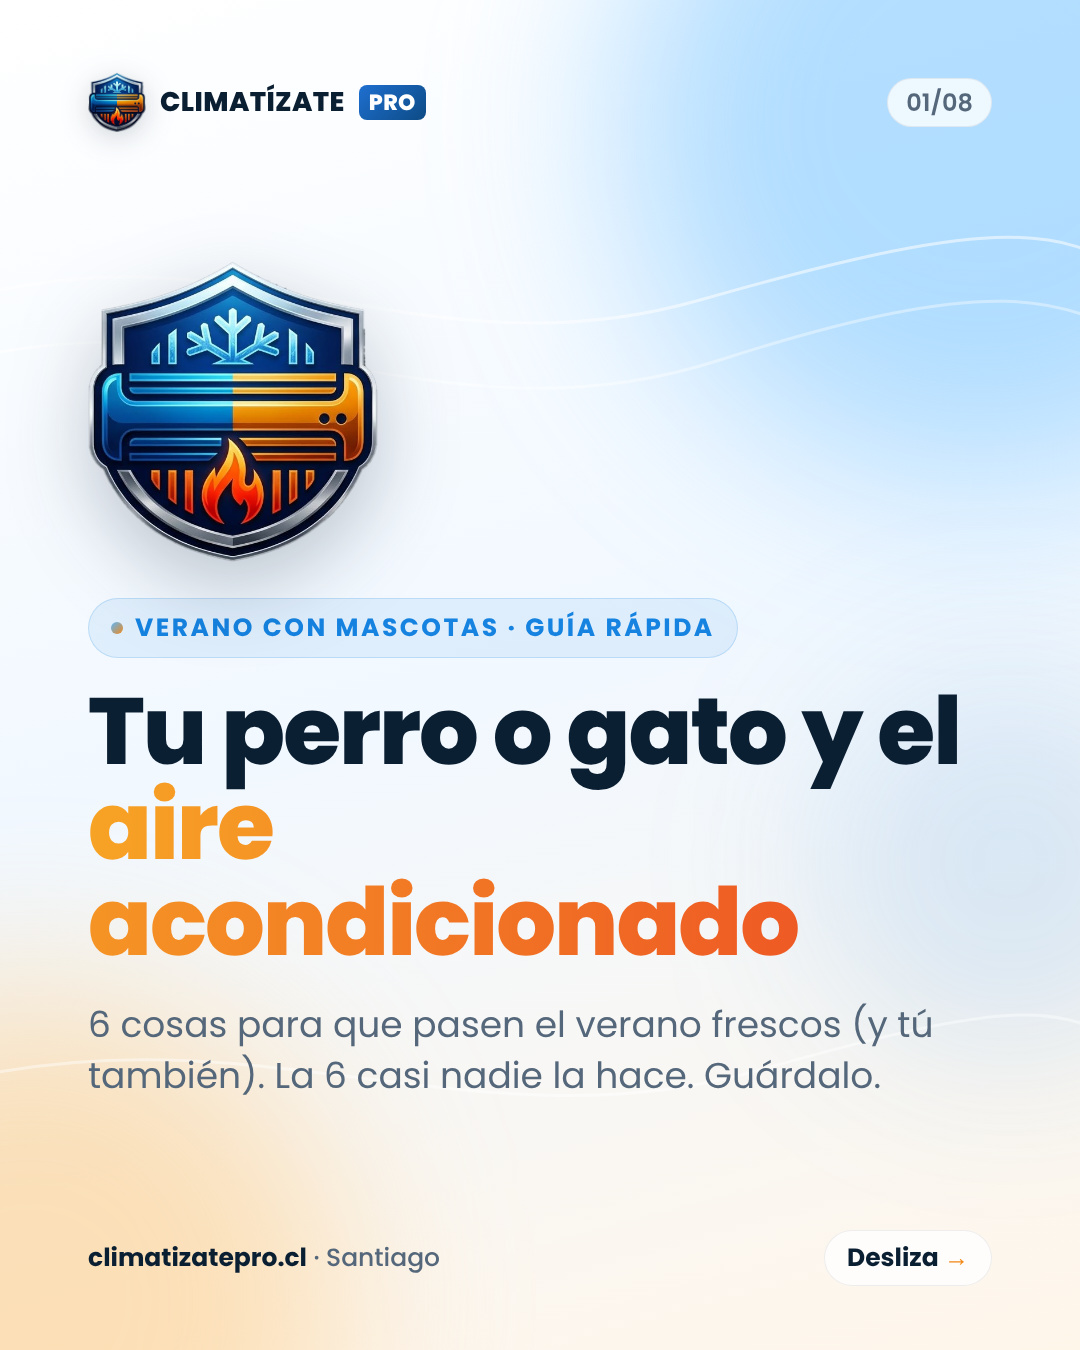 CLIMATÍZATE PRO
01/08
VERANO CON MASCOTAS · GUÍA RÁPIDA
Tu perro o gato y el
aire
acondicionado
6 cosas para que pasen el verano frescos (y tú
también). La 6 casi nadie la hace. Guárdalo.
climatizatepro.cl · Santiago
Desliza →